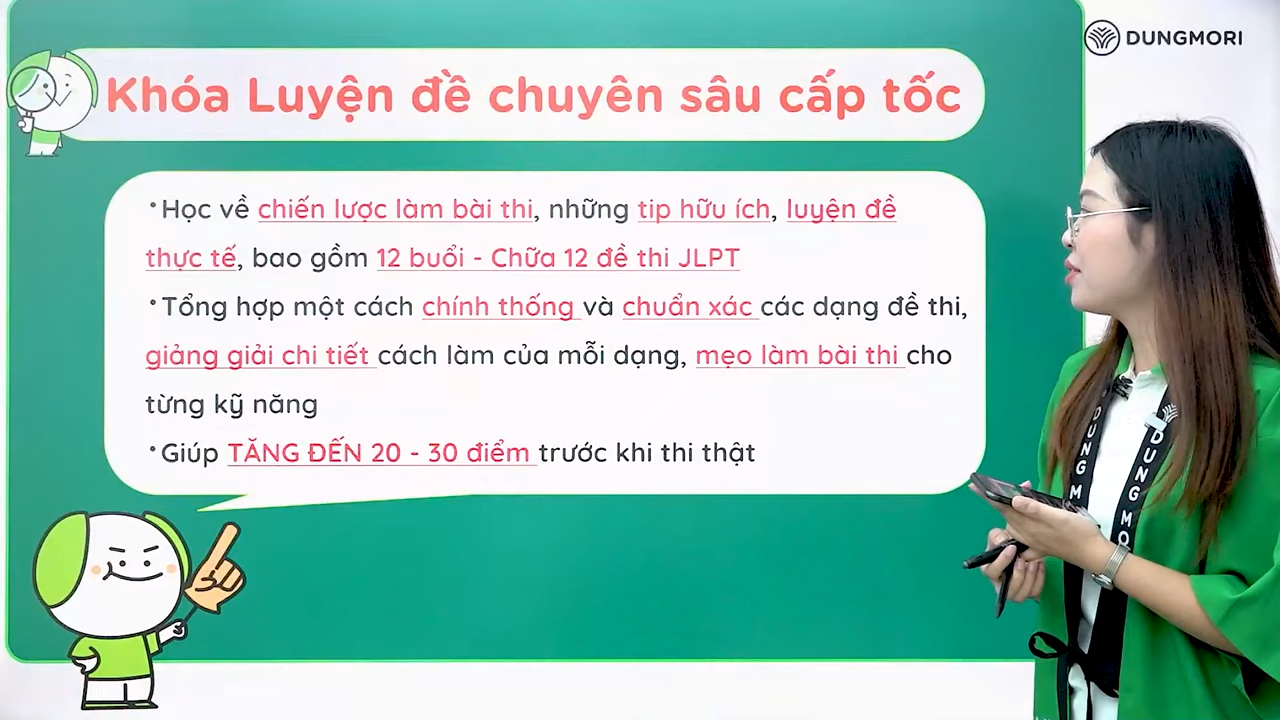 DUNGMORI
Khóa Luyện đề chuyên sâu cấp tốc
•Học về chiến lược làm bài thi, những tip hữu ích, luyện đề
thực tế, bao gồm 12 buổi - Chữa 12 đề thi JLPT
•Tổng hợp một cách chính thống và chuẩn xác các dạng đề thi,
giảng giải chi tiết cách làm của mỗi dạng, mẹo làm bài thi cho
từng kỹ năng
•Giúp TĂNG ĐẾN 20 - 30 điểm trước khi thi thật
DUNG M
DUNG MO